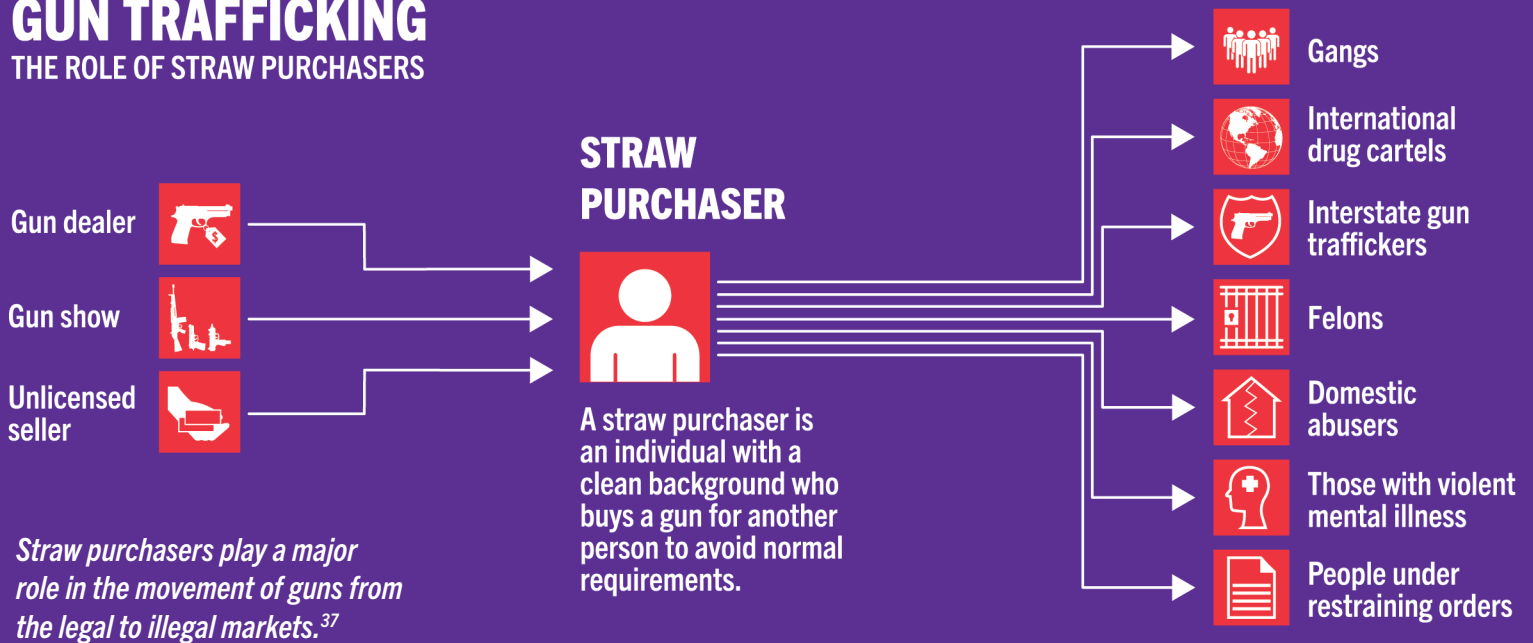 GUN TRAFFICKING
THE ROLE OF STRAW PURCHASERS
Gun dealer
Gun show
Unlicensed
seller
Straw purchasers play a major
role in the movement of guns from
the legal to illegal markets.37
STRAW
PURCHASER
A straw purchaser is
an individual with a
clean background who
buys a gun for another
person to avoid normal
requirements.
Gangs
International
drug cartels
Interstate gun
traffickers
Felons
Domestic
abusers
Those with violent
mental illness
People under
restraining orders
$